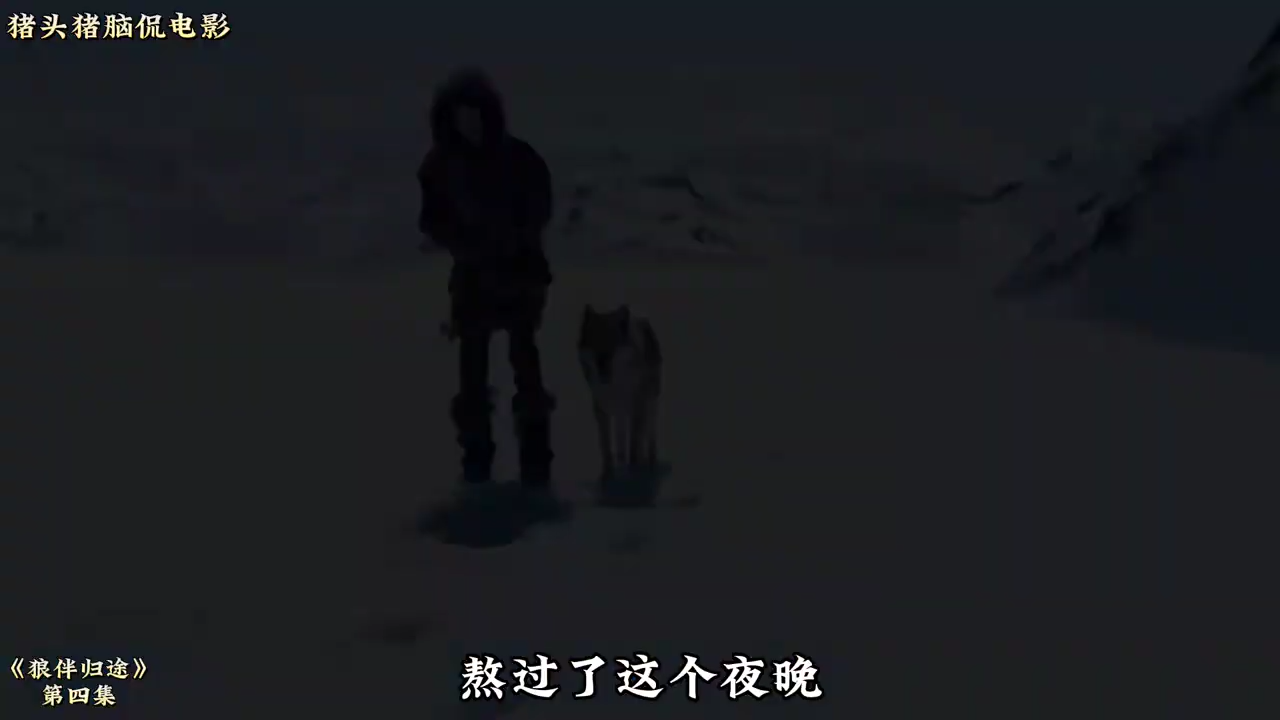 猪头猪脑侃电影
熬过了这个夜晚
《狼伴归途》
第四集